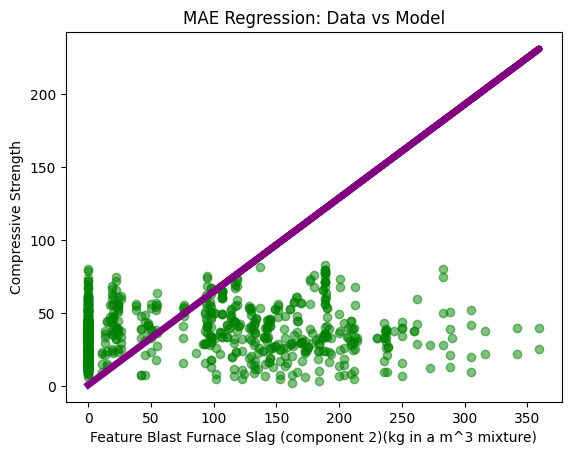 MAE Regression: Data vs Model
Compressive Strength
200
150
100
50
0
0 50 100 150 200 250 300 350
Feature Blast Furnace Slag (component 2)(kg in a m^3 mixture)